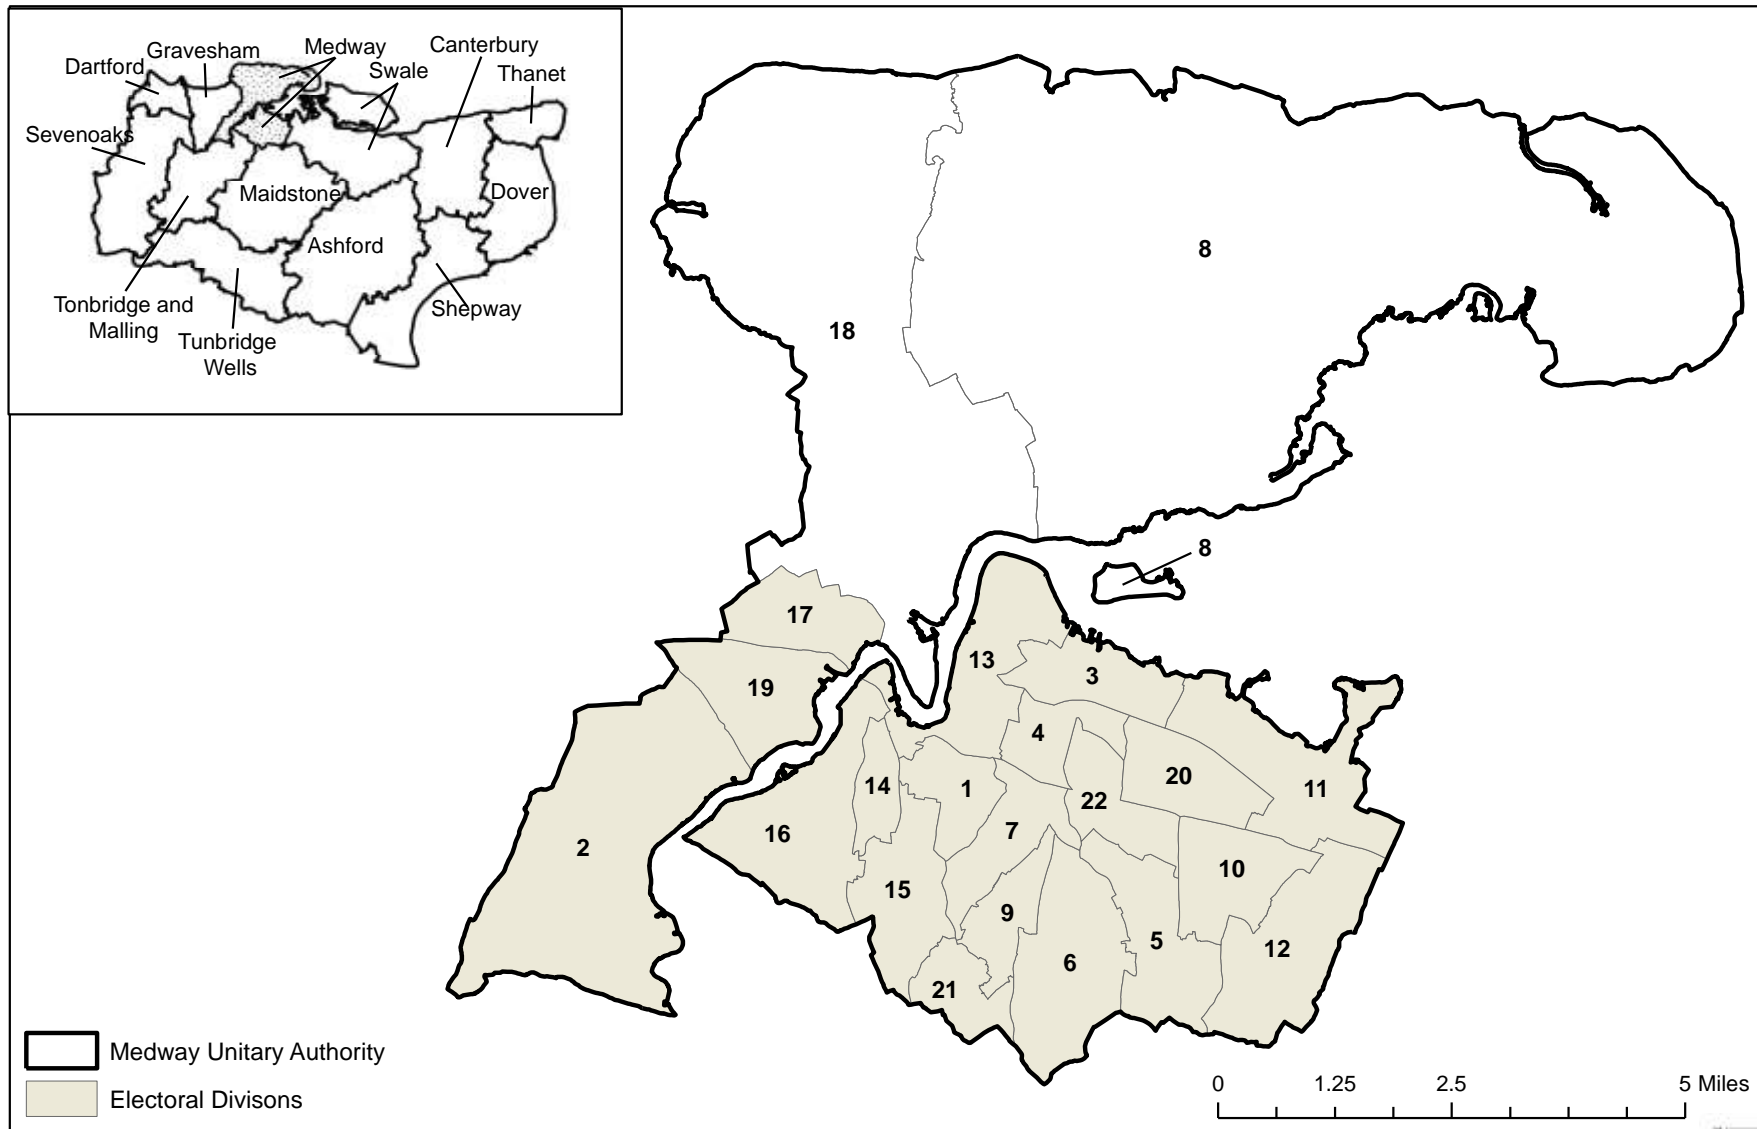 Gravesham
Medway
Canterbury
Dartford
Swale
Thanet
Sevenoaks
Maidstone
Dover
Ashford
Tonbridge and
Malling
Shepway
Tunbridge
Wells
8
18
8
17
13
3
19
4
20
14
1
22
11
16
7
2
10
15
9
5
12
6
21
Medway Unitary Authority
Electoral Divisons
0 1.25 2.5 5 Miles